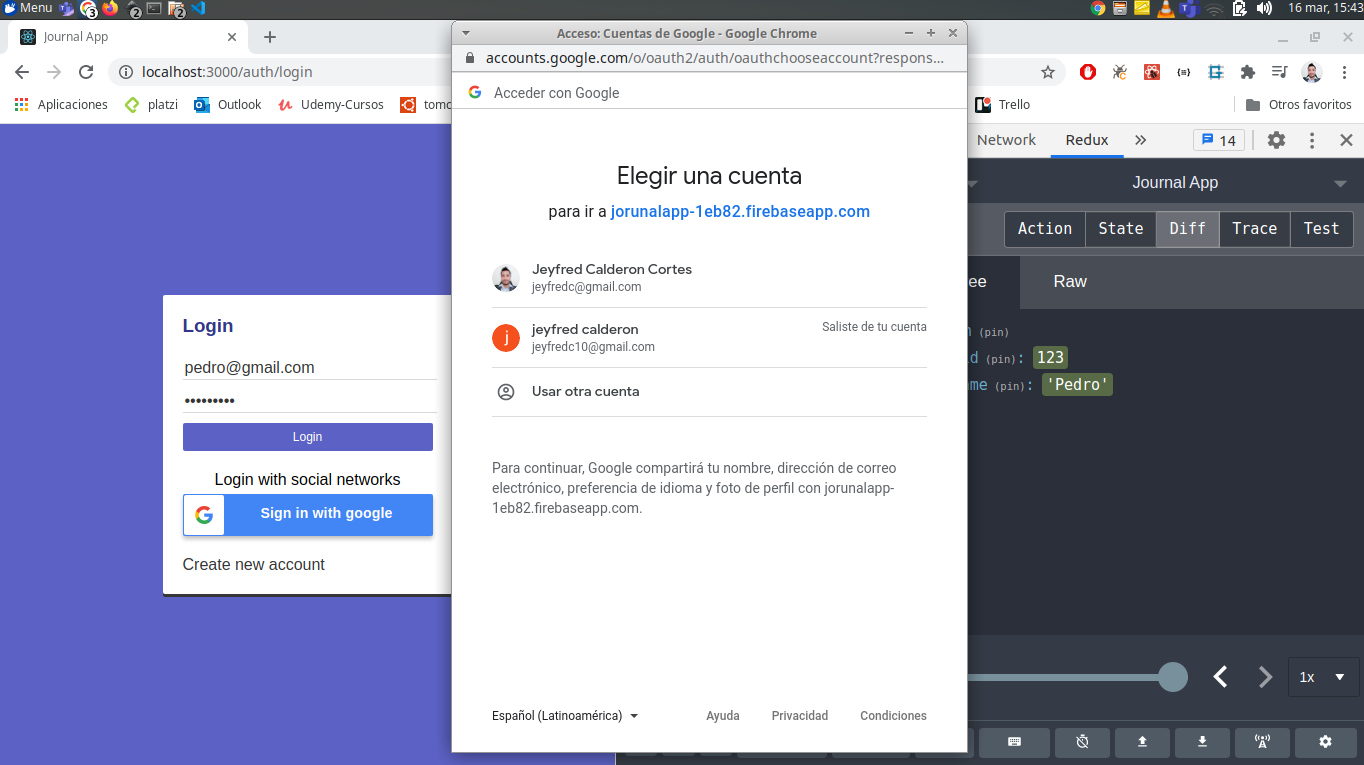 Menu
3
2
2
16 mar, 15:43
Journal App
Acceso: Cuentas de Google - Google Chrome
localhost:3000/auth/login
accounts.google.com/o/oauth2/auth/oauthchooseaccount?respons...
Aplicaciones
platzi
Outlook
Udemy-Cursos
Trello
Otros favoritos
Acceder con Google
Network
Redux
14
Elegir una cuenta
para ir a jorunalapp-1eb82.firebaseapp.com
Journal App
Action
State
Diff
Trace
Test
Raw
Jeyfred Calderon Cortes
jeyfredc@gmail.com
jeyfred calderon
Saliste de tu cuenta
jeyfredc10@gmail.com
j
Usar otra cuenta
(pin)
(pin): 123
(pin): 'Pedro'
Login
pedro@gmail.com
•••••••••
Login
Login with social networks
Sign in with google
Create new account
Para continuar, Google compartirá tu nombre, dirección de correo
electrónico, preferencia de idioma y foto de perfil con jorunalapp-
1eb82.firebaseapp.com.
1x
Español (Latinoamérica)
Ayuda
Privacidad
Condiciones